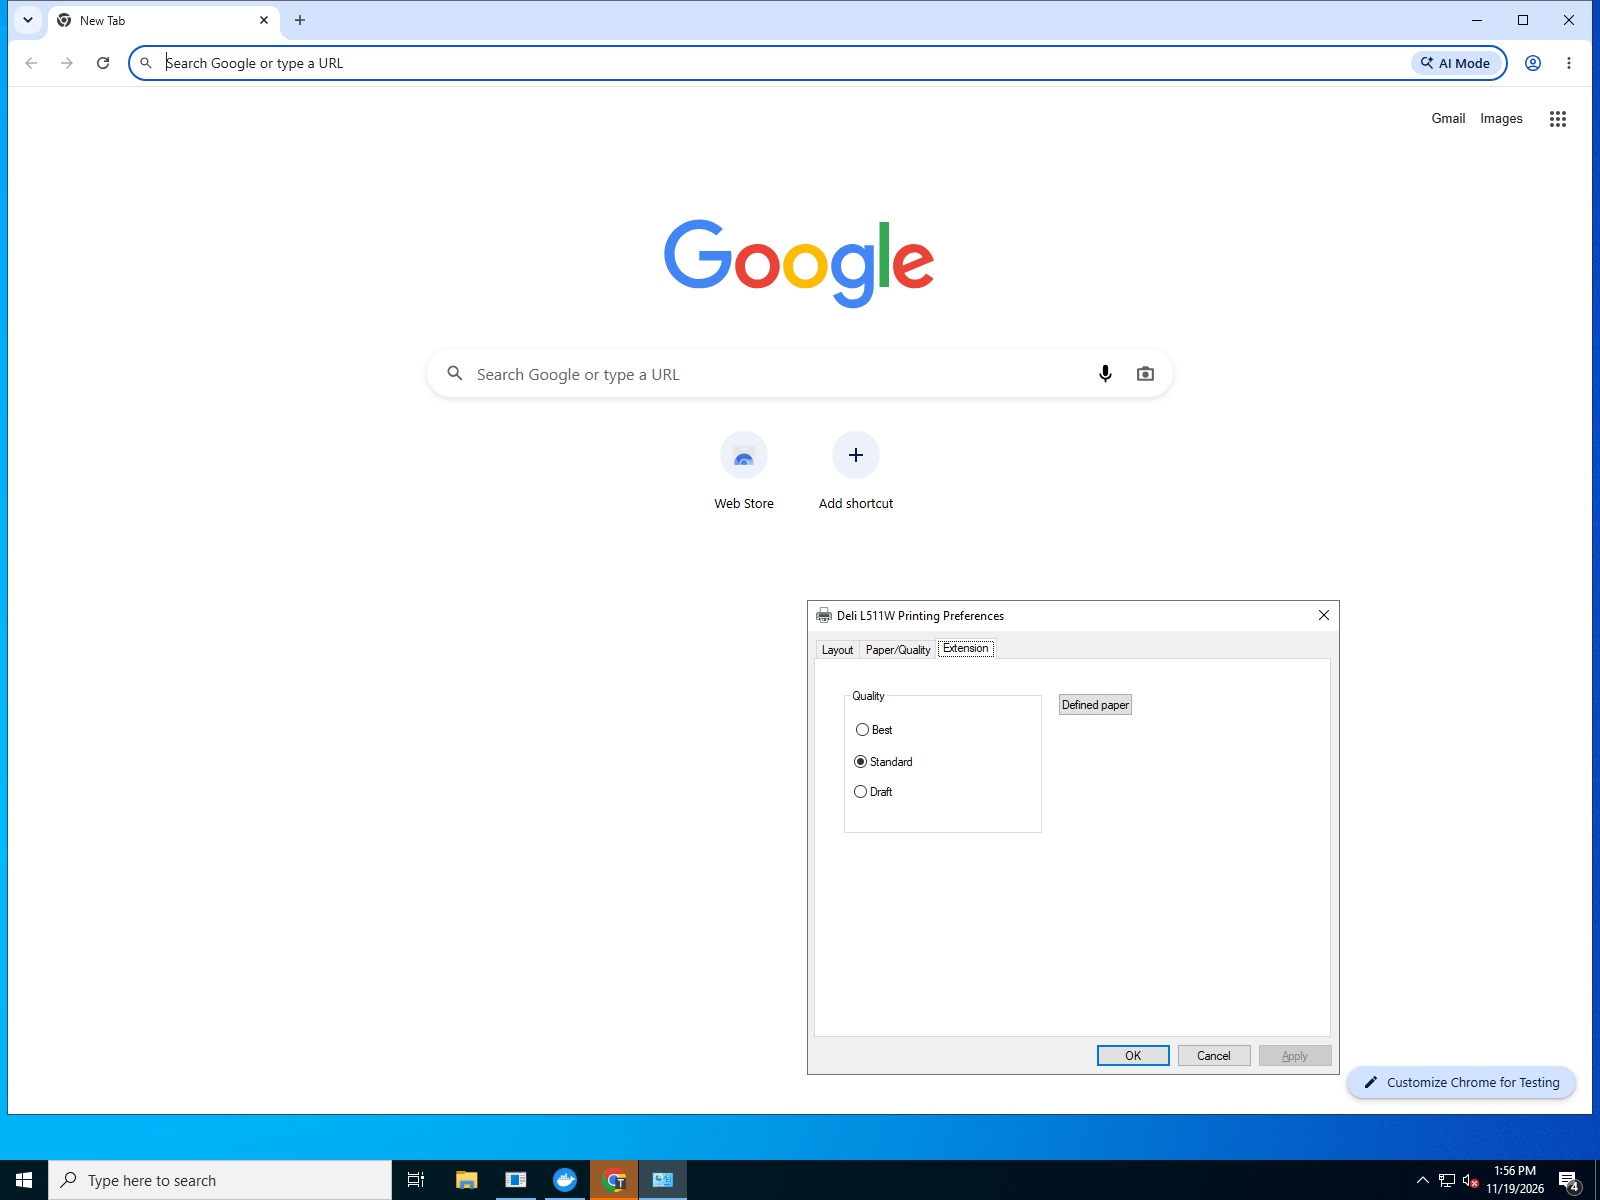 New Tab
Search Google or type a URL
AI Mode
Gmail Images
Google
Search Google or type a URL
Web Store
Add shortcut
Deli L511W Printing Preferences
Layout
Paper/Quality
Extension
Quality
Best
Standard
Draft
Defined paper
OK
Cancel
Apply
Customize Chrome for Testing
Type here to search
T
1:56 PM
11/19/2026
4